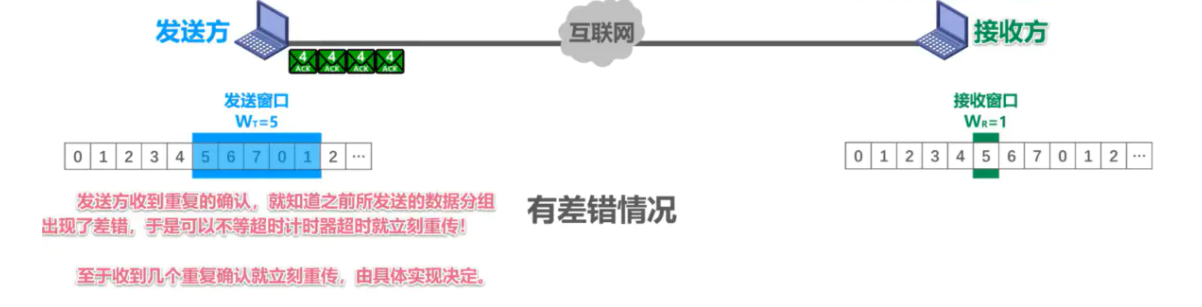 发送方
互联网
接收方
4 4 4 4
ACK ACK ACK ACK
发送窗口
WT=5
接收窗口
WR=1
0 1 2 3 4 5 6 7 0 1 2 ...
0 1 2 3 4 5 6 7 0 1 2 ...
发送方收到重复的确认，就知道之前所发送的数据分组
出现了差错，于是可以不等超时计时器超时就立刻重传！
有差错情况
至于收到几个重复确认就立刻重传，由具体实现决定。